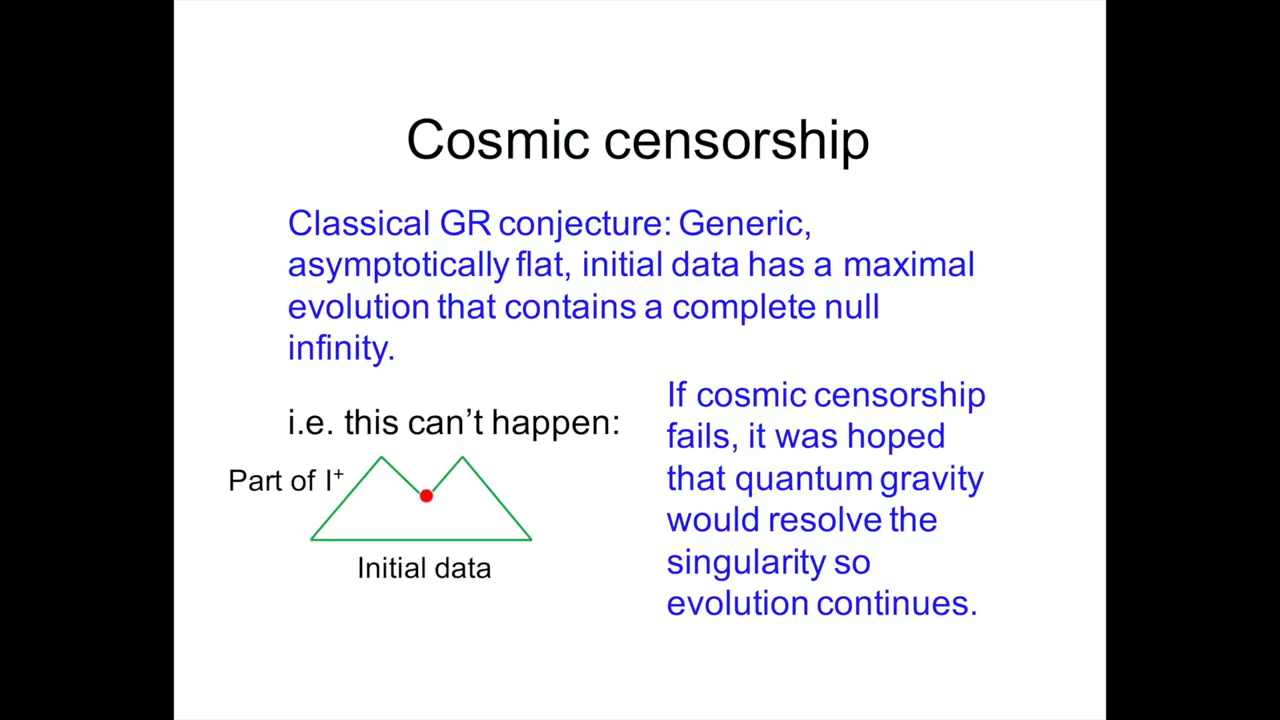 Cosmic censorship
Classical GR conjecture: Generic,
asymptotically flat, initial data has a maximal
evolution that contains a complete null
infinity.
i.e. this can't happen:
Part of I⁺
Initial data
If cosmic censorship
fails, it was hoped
that quantum gravity
would resolve the
singularity so
evolution continues.